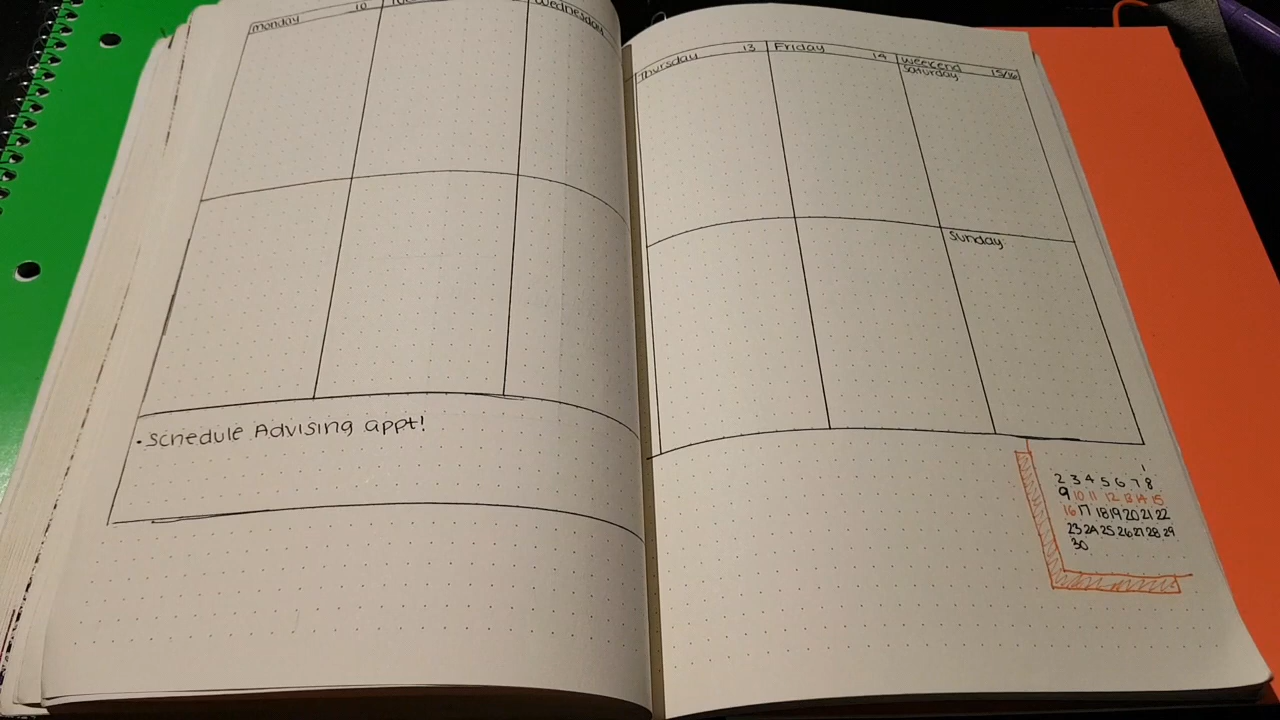 monday 10
Wednesday
Thursday 13
Friday 14
Weekend 15/16
Saturday
Sunday
• Schedule Advising appt!
1
2 3 4 5 6 7 8
9 10 11 12 13 14 15
16 17 18 19 20 21 22
23 24 25 26 27 28 29
30